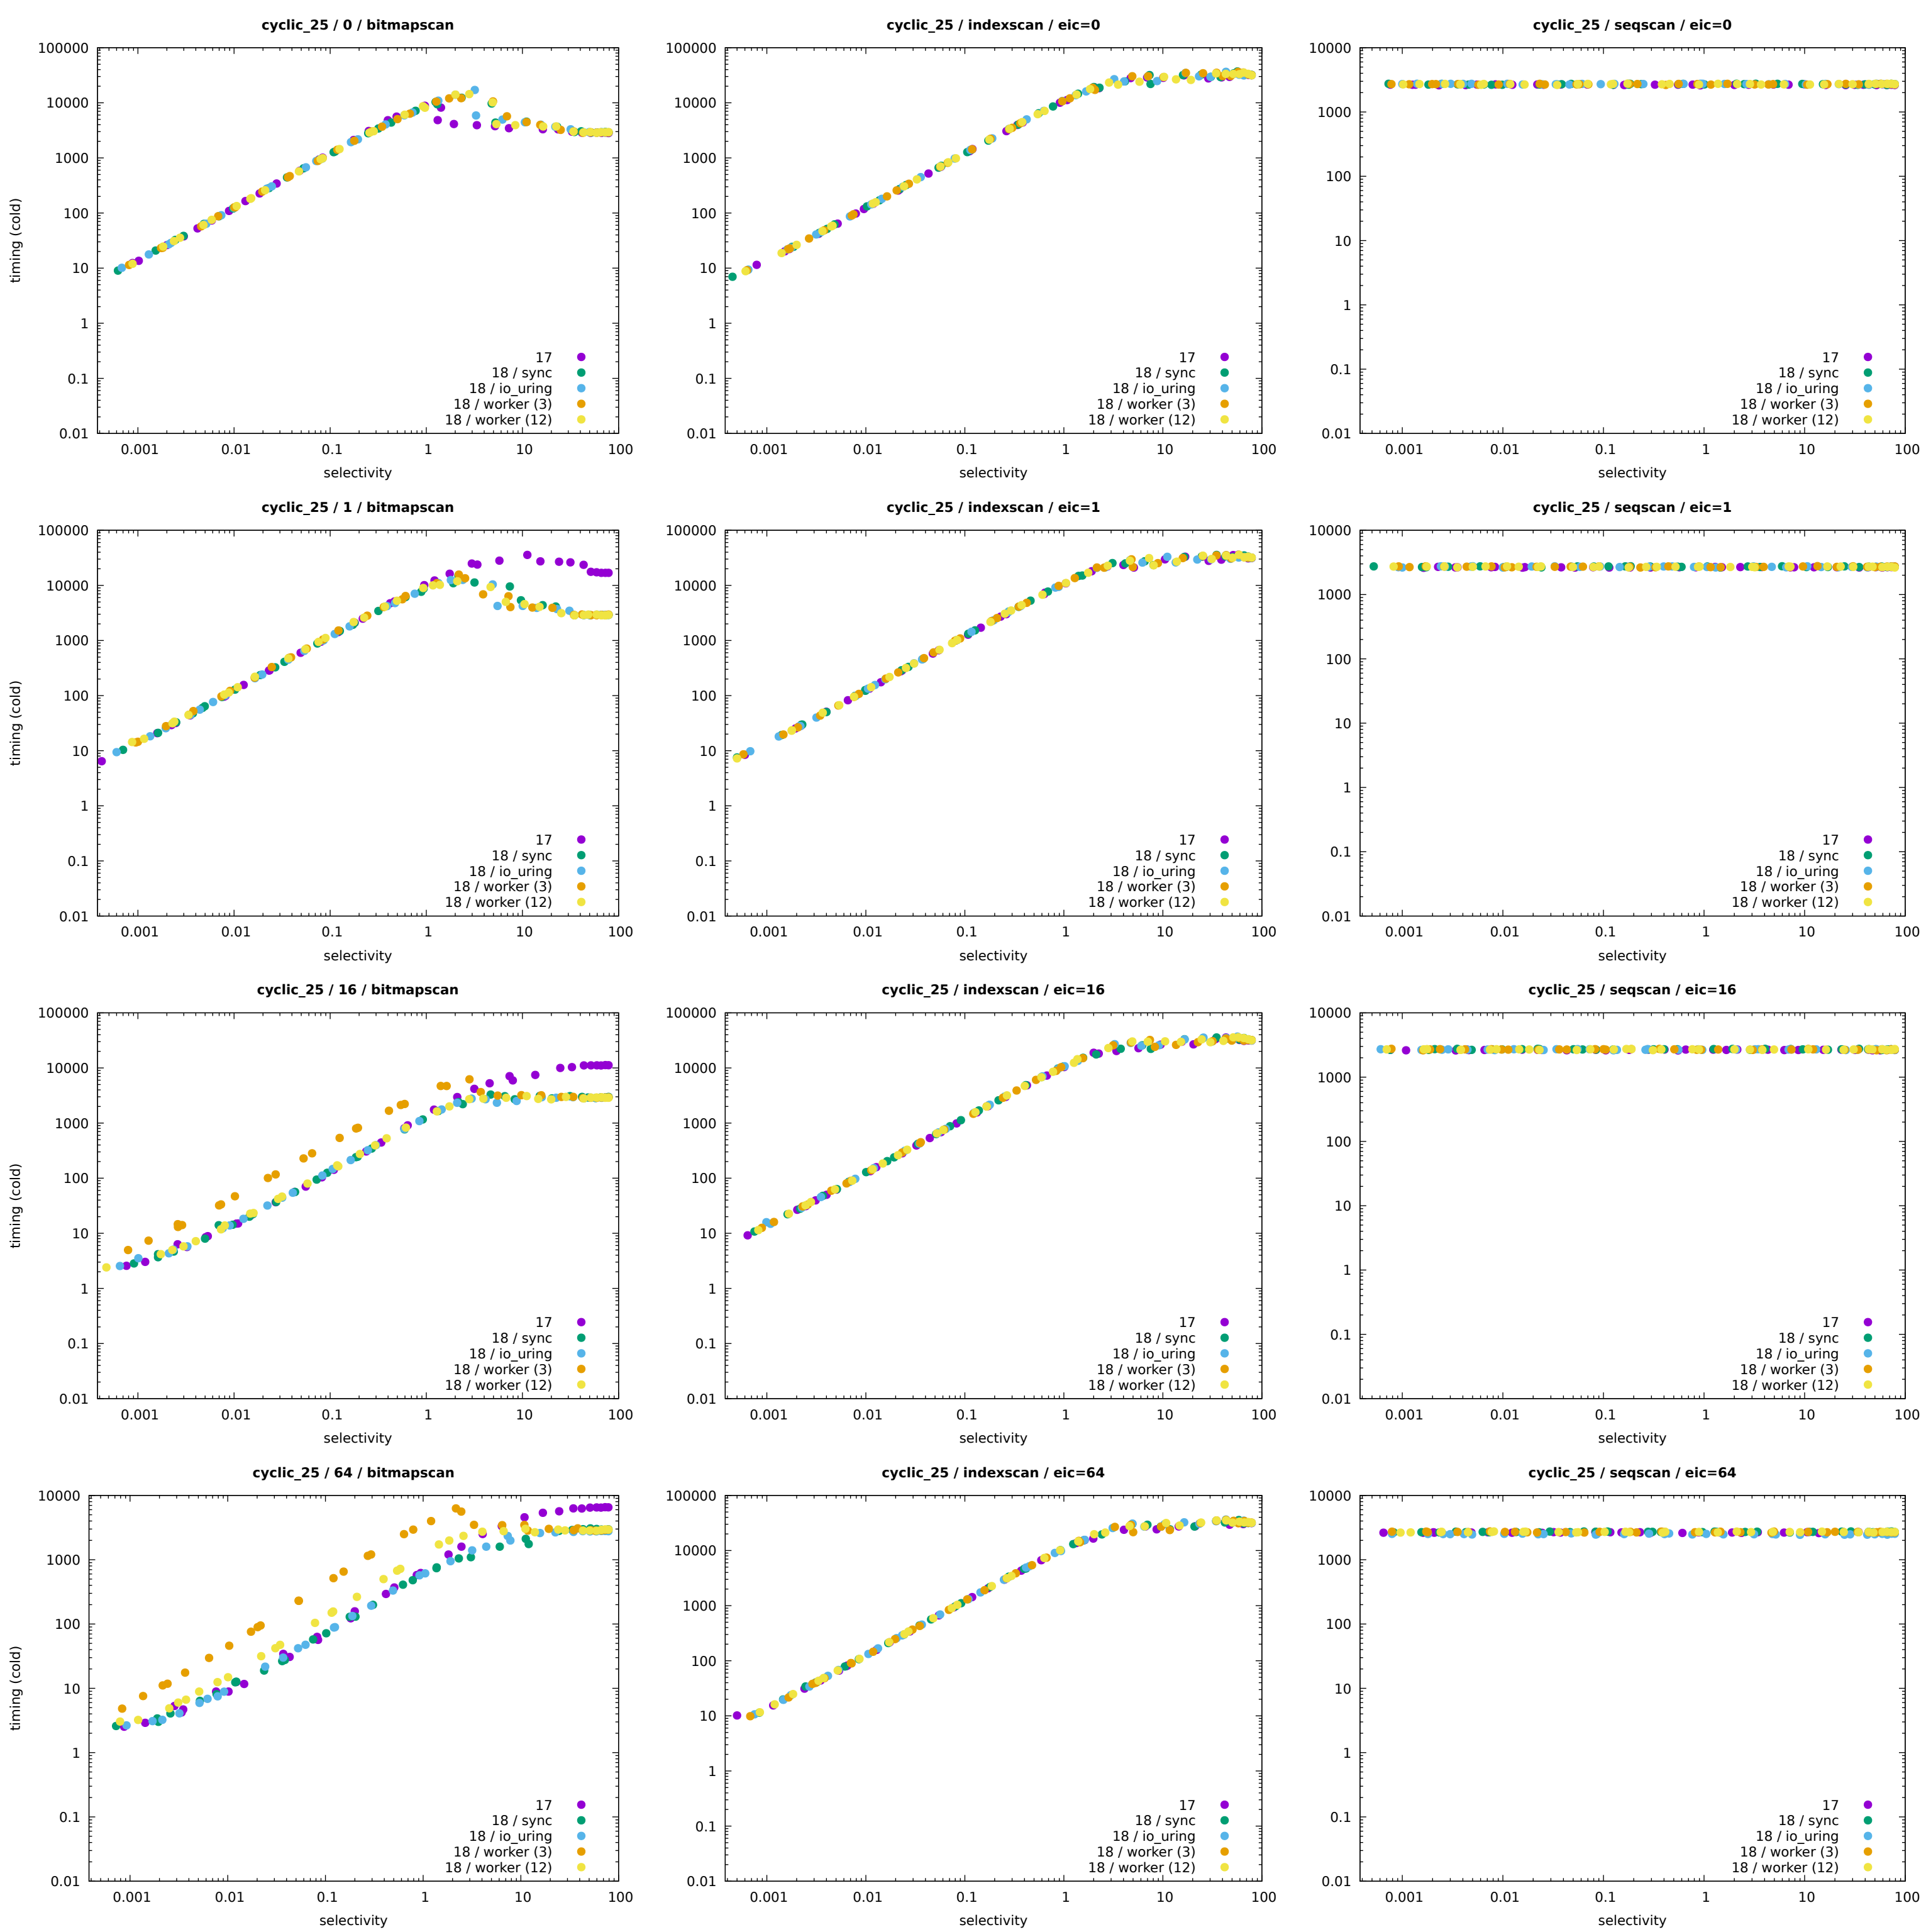 cyclic_25 / 0 / bitmapscan
100000
10000
1000
100
10
1
0.1
0.01
timing (cold)
17
18 / sync
18 / io_uring
18 / worker (3)
18 / worker (12)
0.001 0.01 0.1 1 10 100
selectivity
cyclic_25 / indexscan / eic=0
100000
10000
1000
100
10
1
0.1
0.01
17
18 / sync
18 / io_uring
18 / worker (3)
18 / worker (12)
0.001 0.01 0.1 1 10 100
selectivity
cyclic_25 / seqscan / eic=0
10000
1000
100
10
1
0.1
0.01
17
18 / sync
18 / io_uring
18 / worker (3)
18 / worker (12)
0.001 0.01 0.1 1 10 100
selectivity
cyclic_25 / 1 / bitmapscan
100000
10000
1000
100
10
1
0.1
0.01
timing (cold)
17
18 / sync
18 / io_uring
18 / worker (3)
18 / worker (12)
0.001 0.01 0.1 1 10 100
selectivity
cyclic_25 / indexscan / eic=1
100000
10000
1000
100
10
1
0.1
0.01
17
18 / sync
18 / io_uring
18 / worker (3)
18 / worker (12)
0.001 0.01 0.1 1 10 100
selectivity
cyclic_25 / seqscan / eic=1
10000
1000
100
10
1
0.1
0.01
17
18 / sync
18 / io_uring
18 / worker (3)
18 / worker (12)
0.001 0.01 0.1 1 10 100
selectivity
cyclic_25 / 16 / bitmapscan
100000
10000
1000
100
10
1
0.1
0.01
timing (cold)
17
18 / sync
18 / io_uring
18 / worker (3)
18 / worker (12)
0.001 0.01 0.1 1 10 100
selectivity
cyclic_25 / indexscan / eic=16
100000
10000
1000
100
10
1
0.1
0.01
17
18 / sync
18 / io_uring
18 / worker (3)
18 / worker (12)
0.001 0.01 0.1 1 10 100
selectivity
cyclic_25 / seqscan / eic=16
10000
1000
100
10
1
0.1
0.01
17
18 / sync
18 / io_uring
18 / worker (3)
18 / worker (12)
0.001 0.01 0.1 1 10 100
selectivity
cyclic_25 / 64 / bitmapscan
10000
1000
100
10
1
0.1
0.01
timing (cold)
17
18 / sync
18 / io_uring
18 / worker (3)
18 / worker (12)
0.001 0.01 0.1 1 10 100
selectivity
cyclic_25 / indexscan / eic=64
100000
10000
1000
100
10
1
0.1
0.01
17
18 / sync
18 / io_uring
18 / worker (3)
18 / worker (12)
0.001 0.01 0.1 1 10 100
selectivity
cyclic_25 / seqscan / eic=64
10000
1000
100
10
1
0.1
0.01
17
18 / sync
18 / io_uring
18 / worker (3)
18 / worker (12)
0.001 0.01 0.1 1 10 100
selectivity